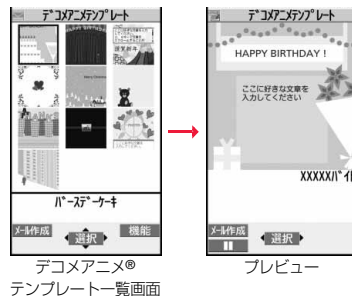 デコメアニメテンプレート
バースデーケーキ
メール作成
選択
機能
デコメアニメ®
テンプレート一覧画面
デコメアニメテンプレート
HAPPY BIRTHDAY !
ここに好きな文章を
入力してください
XXXXXバイト
メール作成
選択
プレビュー